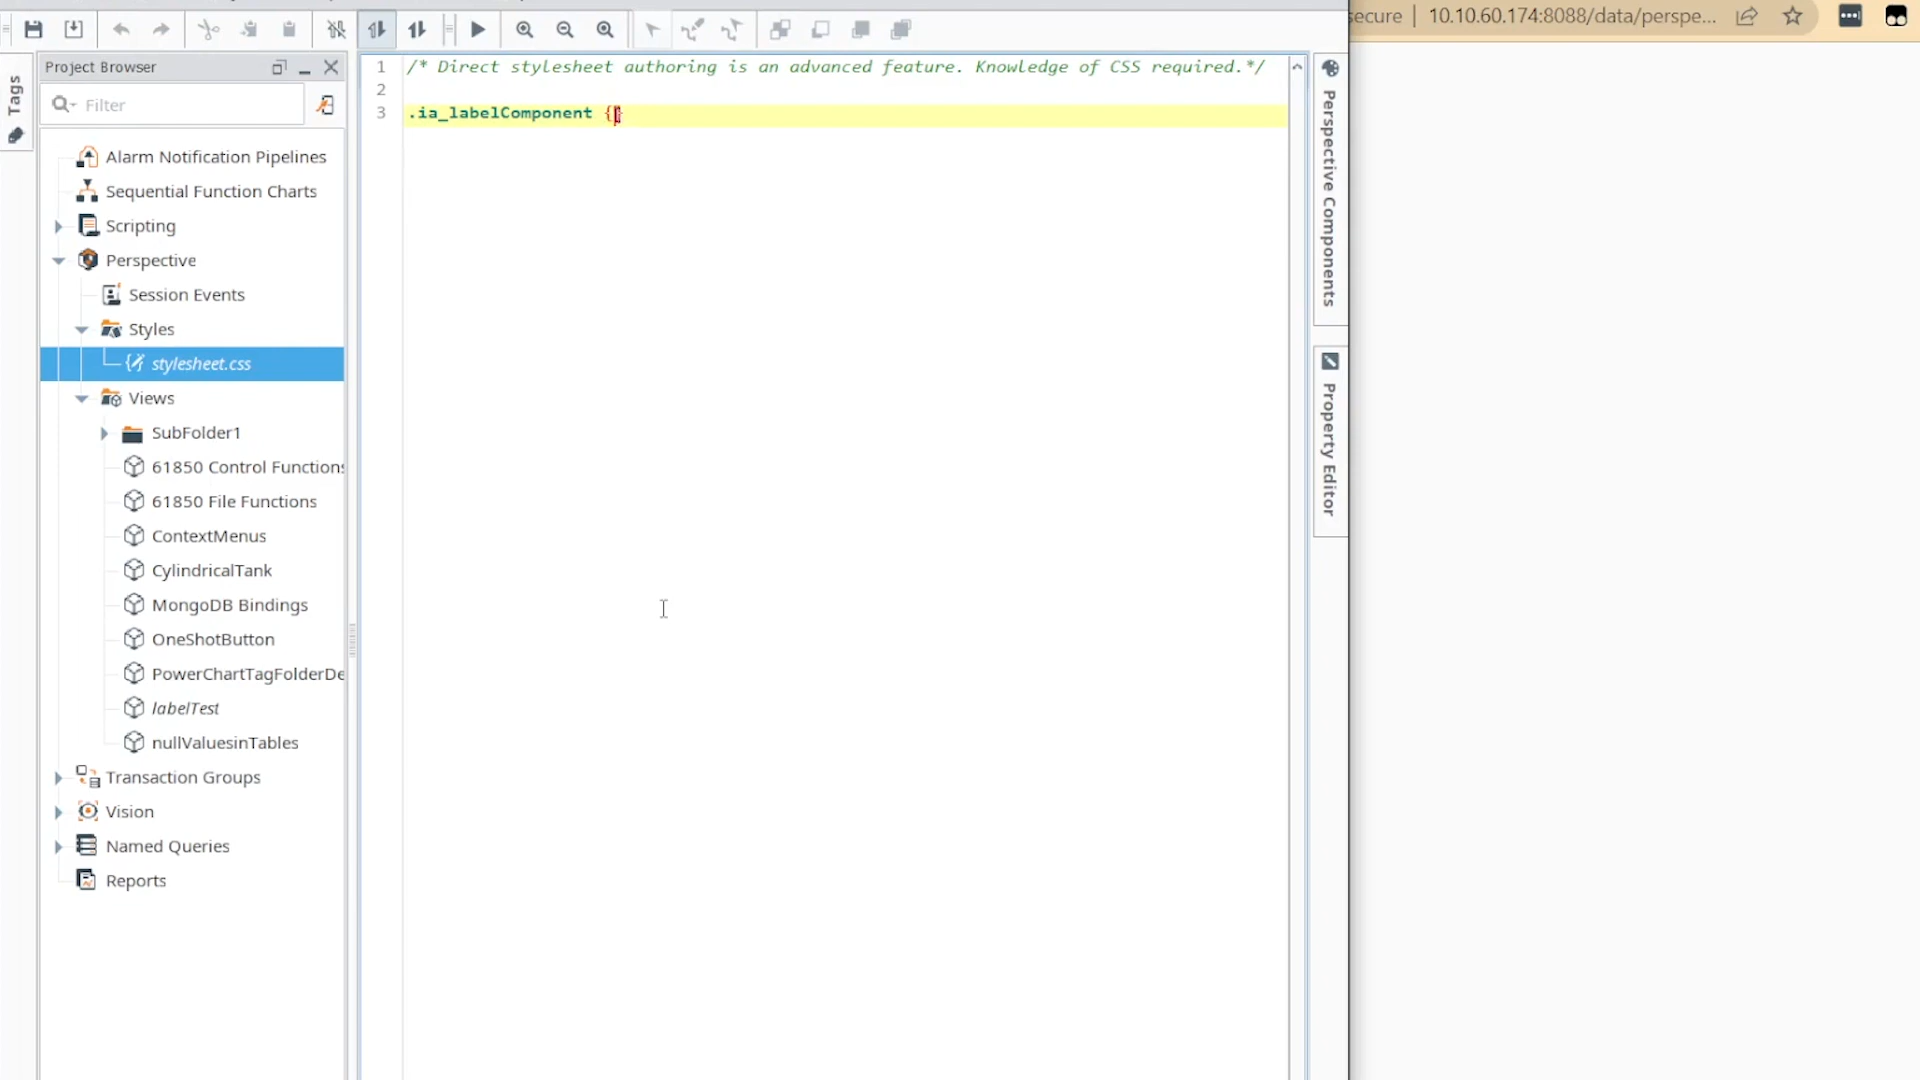 secure | 10.10.60.174:8088/data/perspe...
Tags
Project Browser
Filter
Alarm Notification Pipelines
Sequential Function Charts
Scripting
Perspective
Session Events
Styles
stylesheet.css
Views
SubFolder1
61850 Control Functions
61850 File Functions
ContextMenus
CylindricalTank
MongoDB Bindings
OneShotButton
PowerChartTagFolderDe
labelTest
nullValuesinTables
Transaction Groups
Vision
Named Queries
Reports
1 /* Direct stylesheet authoring is an advanced feature. Knowledge of CSS required.*/
2
3 .ia_labelComponent {}
Perspective Components
Property Editor